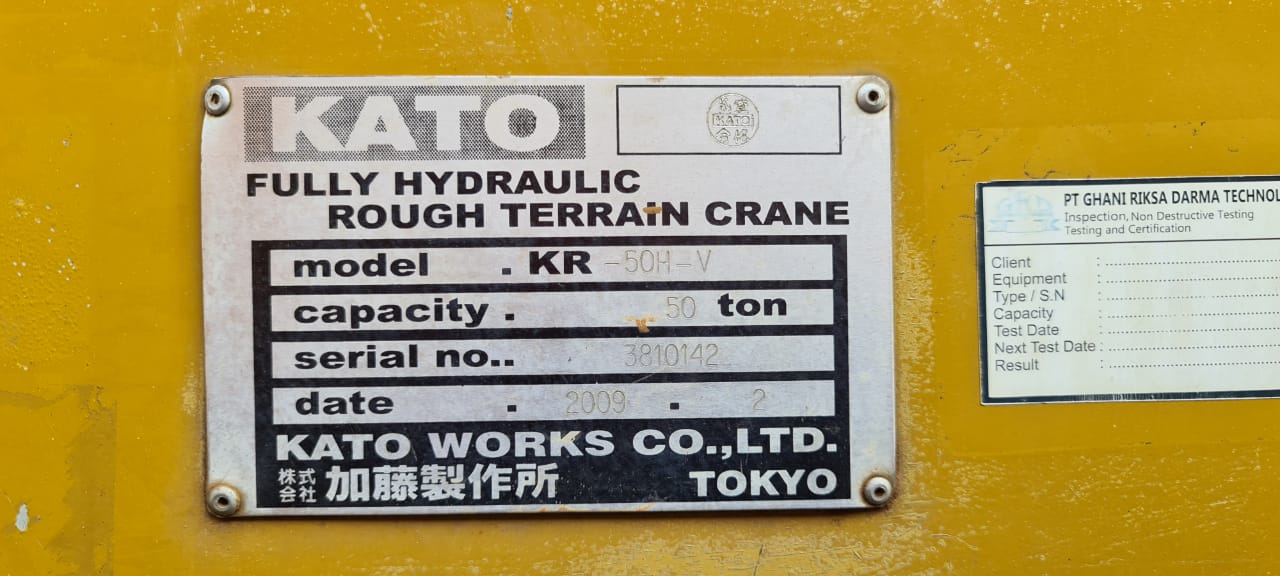 KATO
KATO
FULLY HYDRAULIC
ROUGH TERRAIN CRANE
model . KR -50H-V
capacity . 50 ton
serial no.. 3810142
date . 2009 . 2
KATO WORKS CO.,LTD.
株式会社 加藤製作所 TOKYO
PT GHANI RIKSA DARMA TECHNOL
Inspection, Non Destructive Testing
Testing and Certification
Client :
Equipment :
Type / S.N :
Capacity :
Test Date :
Next Test Date :
Result :